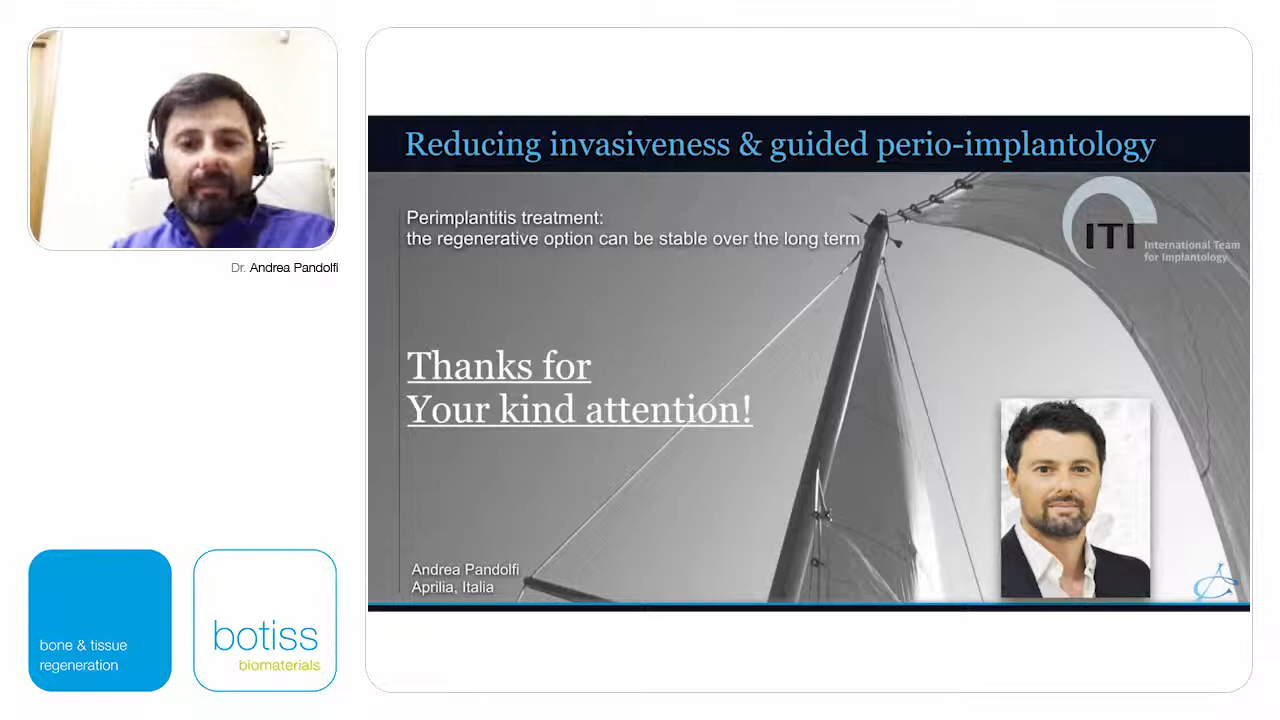 Dr. Andrea Pandolfi
bone & tissue
regeneration
botiss
biomaterials
Reducing invasiveness & guided perio-implantology
Perimplantitis treatment:
the regenerative option can be stable over the long term
ITI International Team
for Implantology
Thanks for
Your kind attention!
Andrea Pandolfi
Aprilia, Italia